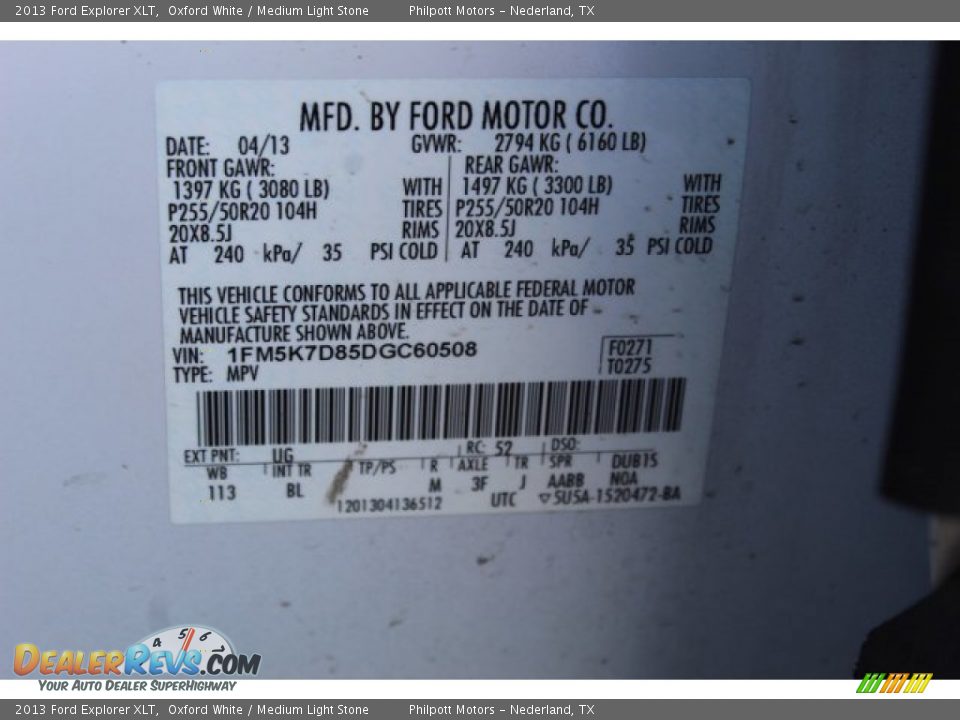 2013 Ford Explorer XLT,  Oxford White / Medium Light Stone        Philpott Motors – Nederland, TX
MFD. BY FORD MOTOR CO.
DATE:  04/13  GVWR:  2794 KG ( 6160 LB)
FRONT GAWR:  REAR GAWR:
1397 KG ( 3080 LB)  WITH  1497 KG ( 3300 LB)  WITH
P255/50R20 104H  TIRES  P255/50R20 104H  TIRES
20X8.5J  RIMS  20X8.5J  RIMS
AT  240  kPa/  35  PSI COLD  AT  240  kPa/  35  PSI COLD
THIS VEHICLE CONFORMS TO ALL APPLICABLE FEDERAL MOTOR
VEHICLE SAFETY STANDARDS IN EFFECT ON THE DATE OF
MANUFACTURE SHOWN ABOVE.
VIN:  1FM5K7D85DGC60508  F0271
TYPE:  MPV  T0275
EXT PNT:  UG  RC:  52  DSO:
WB  INT TR  TP/PS  R  AXLE  TR  SPR  DUB1S
113  BL  M  3F  J  AABB  NOA
1201304136512  UTC  ▽5U5A-1520472-BA
4 5 6
DEALERREVS.COM
YOUR AUTO DEALER SUPERHIGHWAY
2013 Ford Explorer XLT,  Oxford White / Medium Light Stone        Philpott Motors – Nederland, TX